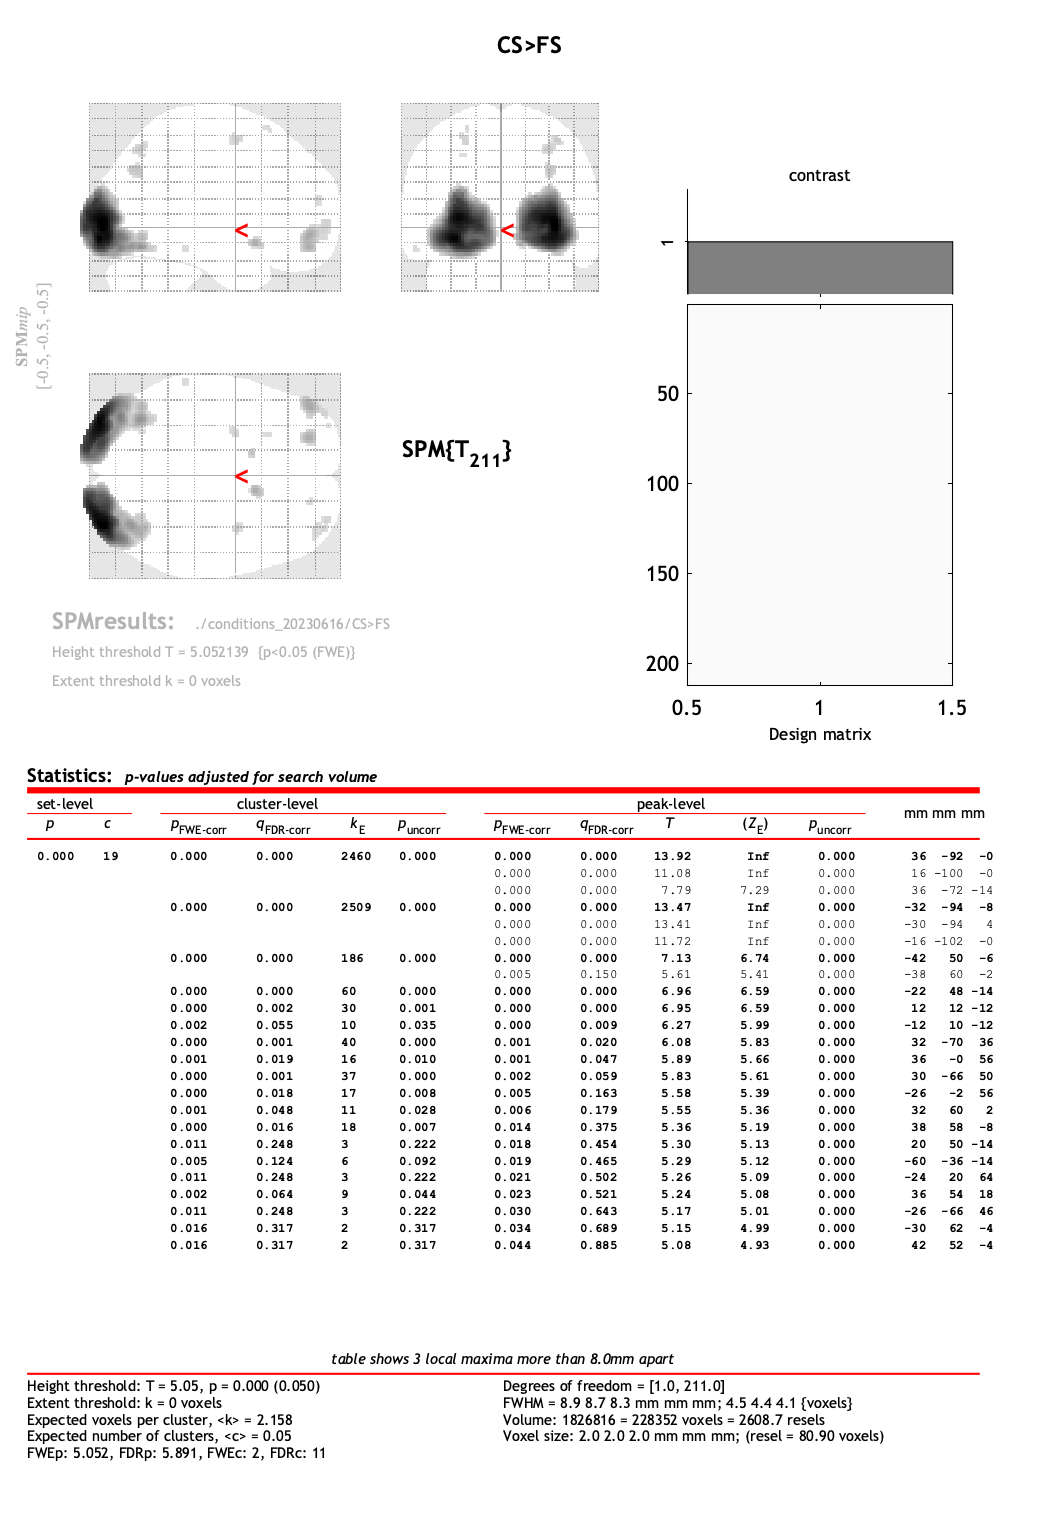 CS>FS
contrast
1
<
<
SPMmip
[-0.5, -0.5, -0.5]
<
SPM{T211}
50
100
150
200
0.5 1 1.5
Design matrix
SPMresults: ./conditions_20230616/CS>FS
Height threshold T = 5.052139 {p<0.05 (FWE)}
Extent threshold k = 0 voxels
Statistics: p-values adjusted for search volume
set-level cluster-level peak-level mm mm mm
p c pFWE-corr qFDR-corr kE puncorr pFWE-corr qFDR-corr T (ZE) puncorr
0.000 19 0.000 0.000 2460 0.000 0.000 0.000 13.92 Inf 0.000 36 -92 -0
0.000 0.000 11.08 Inf 0.000 16 -100 -0
0.000 0.000 7.79 7.29 0.000 36 -72 -14
0.000 0.000 2509 0.000 0.000 0.000 13.47 Inf 0.000 -32 -94 -8
0.000 0.000 13.41 Inf 0.000 -30 -94 4
0.000 0.000 11.72 Inf 0.000 -16 -102 -0
0.000 0.000 186 0.000 0.000 0.000 7.13 6.74 0.000 -42 50 -6
0.005 0.150 5.61 5.41 0.000 -38 60 -2
0.000 0.000 60 0.000 0.000 0.000 6.96 6.59 0.000 -22 48 -14
0.000 0.002 30 0.001 0.000 0.000 6.95 6.59 0.000 12 12 -12
0.002 0.055 10 0.035 0.000 0.009 6.27 5.99 0.000 -12 10 -12
0.000 0.001 40 0.000 0.001 0.020 6.08 5.83 0.000 32 -70 36
0.001 0.019 16 0.010 0.001 0.047 5.89 5.66 0.000 36 -0 56
0.000 0.001 37 0.000 0.002 0.059 5.83 5.61 0.000 30 -66 50
0.000 0.018 17 0.008 0.005 0.163 5.58 5.39 0.000 -26 -2 56
0.001 0.048 11 0.028 0.006 0.179 5.55 5.36 0.000 32 60 2
0.000 0.016 18 0.007 0.014 0.375 5.36 5.19 0.000 38 58 -8
0.011 0.248 3 0.222 0.018 0.454 5.30 5.13 0.000 20 50 -14
0.005 0.124 6 0.092 0.019 0.465 5.29 5.12 0.000 -60 -36 -14
0.011 0.248 3 0.222 0.021 0.502 5.26 5.09 0.000 -24 20 64
0.002 0.064 9 0.044 0.023 0.521 5.24 5.08 0.000 36 54 18
0.011 0.248 3 0.222 0.030 0.643 5.17 5.01 0.000 -26 -66 46
0.016 0.317 2 0.317 0.034 0.689 5.15 4.99 0.000 -30 62 -4
0.016 0.317 2 0.317 0.044 0.885 5.08 4.93 0.000 42 52 -4
table shows 3 local maxima more than 8.0mm apart
Height threshold: T = 5.05, p = 0.000 (0.050)
Extent threshold: k = 0 voxels
Expected voxels per cluster, <k> = 2.158
Expected number of clusters, <c> = 0.05
FWEp: 5.052, FDRp: 5.891, FWEc: 2, FDRc: 11
Degrees of freedom = [1.0, 211.0]
FWHM = 8.9 8.7 8.3 mm mm mm; 4.5 4.4 4.1 {voxels}
Volume: 1826816 = 228352 voxels = 2608.7 resels
Voxel size: 2.0 2.0 2.0 mm mm mm; (resel = 80.90 voxels)